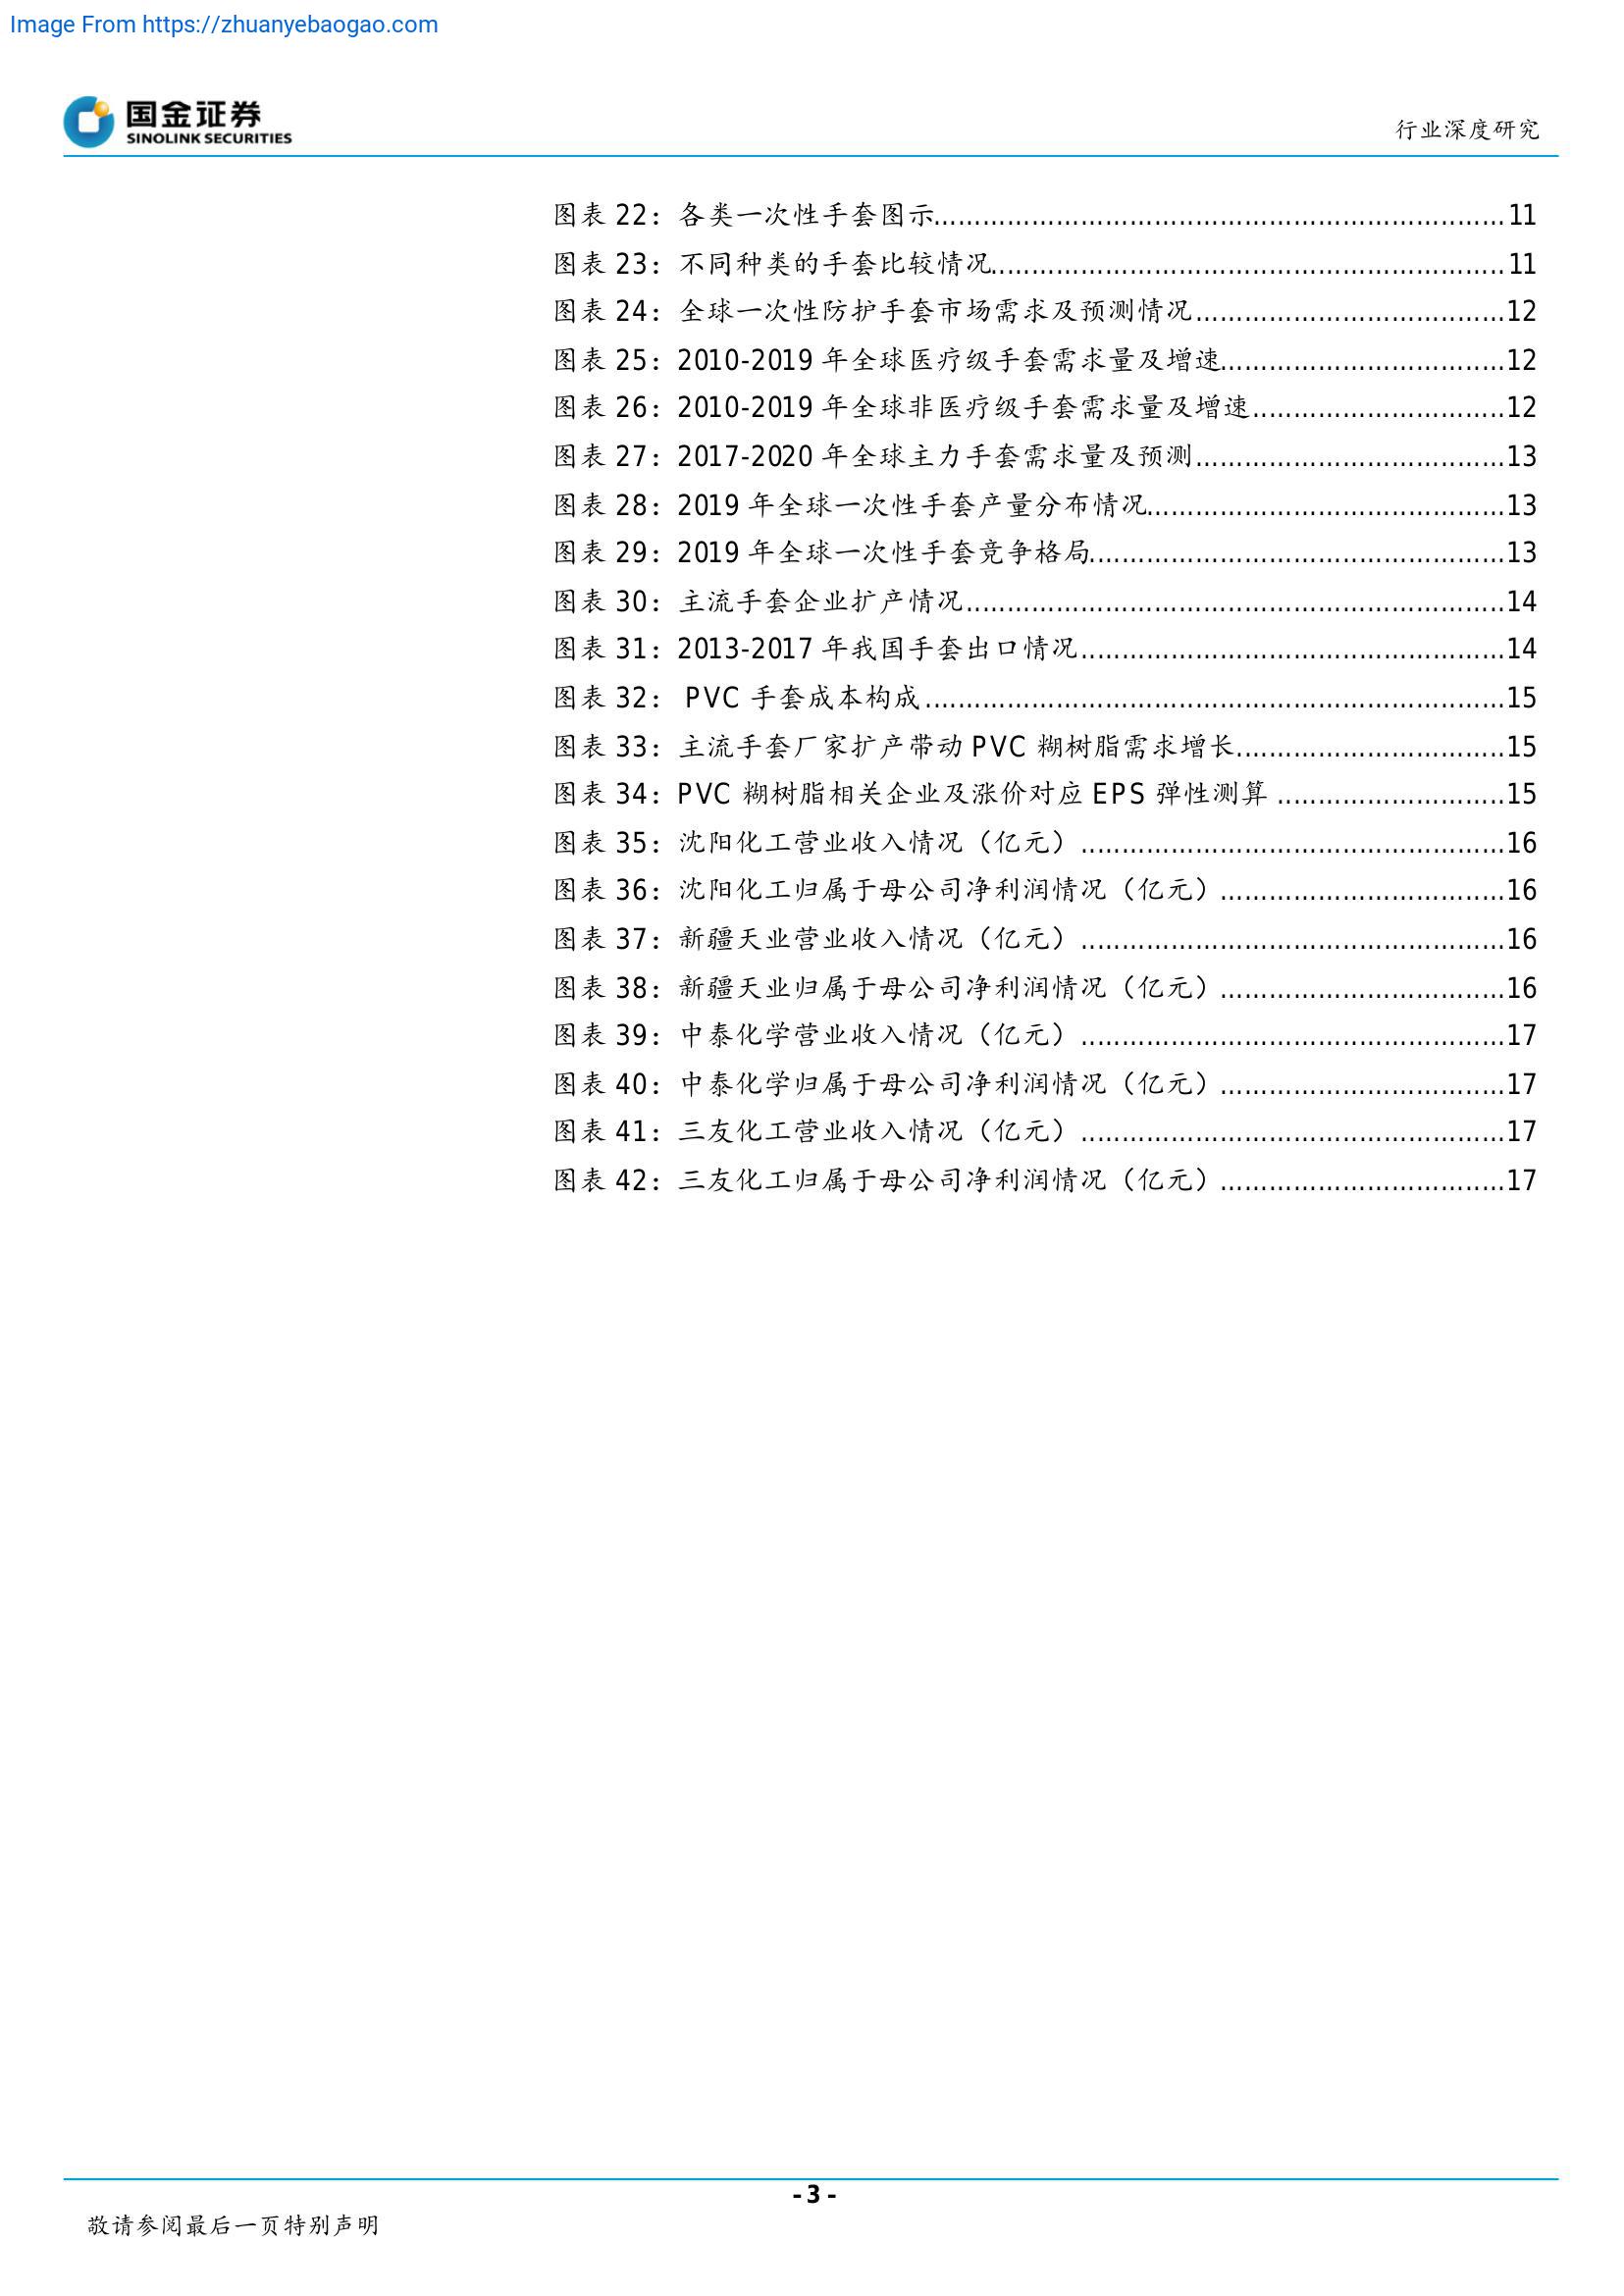 Image From https://zhuanyebaogao.com
国金证券
SINOLINK SECURITIES
行业深度研究
图表 22：各类一次性手套图示......................................................................11
图表 23：不同种类的手套比较情况...............................................................11
图表 24：全球一次性防护手套市场需求及预测情况......................................12
图表 25：2010-2019 年全球医疗级手套需求量及增速...................................12
图表 26：2010-2019 年全球非医疗级手套需求量及增速...............................12
图表 27：2017-2020 年全球主力手套需求量及预测......................................13
图表 28：2019 年全球一次性手套产量分布情况............................................13
图表 29：2019 年全球一次性手套竞争格局...................................................13
图表 30：主流手套企业扩产情况..................................................................14
图表 31：2013-2017 年我国手套出口情况....................................................14
图表 32： PVC 手套成本构成.......................................................................15
图表 33：主流手套厂家扩产带动 PVC 糊树脂需求增长.................................15
图表 34：PVC 糊树脂相关企业及涨价对应 EPS 弹性测算............................15
图表 35：沈阳化工营业收入情况（亿元）....................................................16
图表 36：沈阳化工归属于母公司净利润情况（亿元）...................................16
图表 37：新疆天业营业收入情况（亿元）....................................................16
图表 38：新疆天业归属于母公司净利润情况（亿元）...................................16
图表 39：中泰化学营业收入情况（亿元）....................................................17
图表 40：中泰化学归属于母公司净利润情况（亿元）...................................17
图表 41：三友化工营业收入情况（亿元）....................................................17
图表 42：三友化工归属于母公司净利润情况（亿元）...................................17
- 3 -
敬请参阅最后一页特别声明